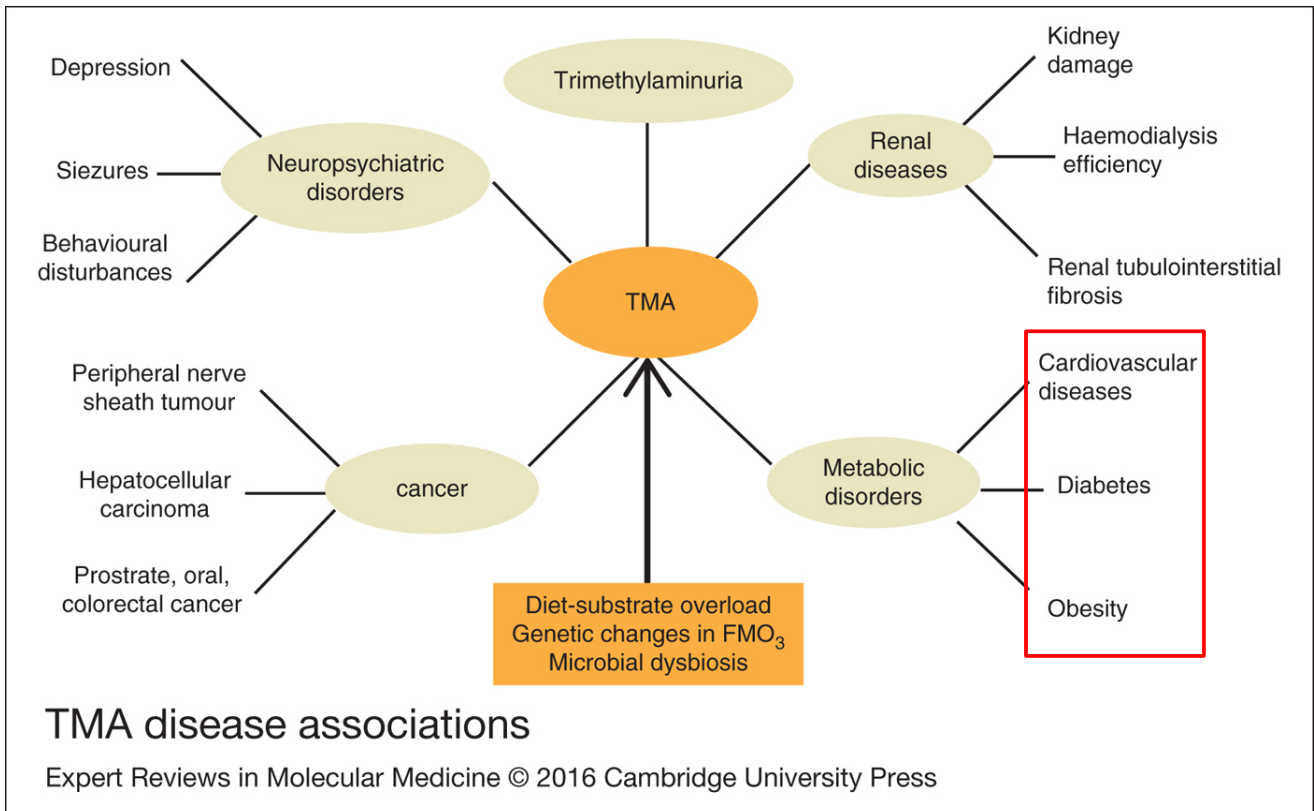 Depression
Siezures
Behavioural
disturbances
Neuropsychiatric
disorders
Trimethylaminuria
Renal
diseases
Kidney
damage
Haemodialysis
efficiency
Renal tubulointerstitial
fibrosis
TMA
Peripheral nerve
sheath tumour
Hepatocellular
carcinoma
Prostrate, oral,
colorectal cancer
cancer
Metabolic
disorders
Cardiovascular
diseases
Diabetes
Obesity
Diet-substrate overload
Genetic changes in FMO₃
Microbial dysbiosis
TMA disease associations
Expert Reviews in Molecular Medicine © 2016 Cambridge University Press